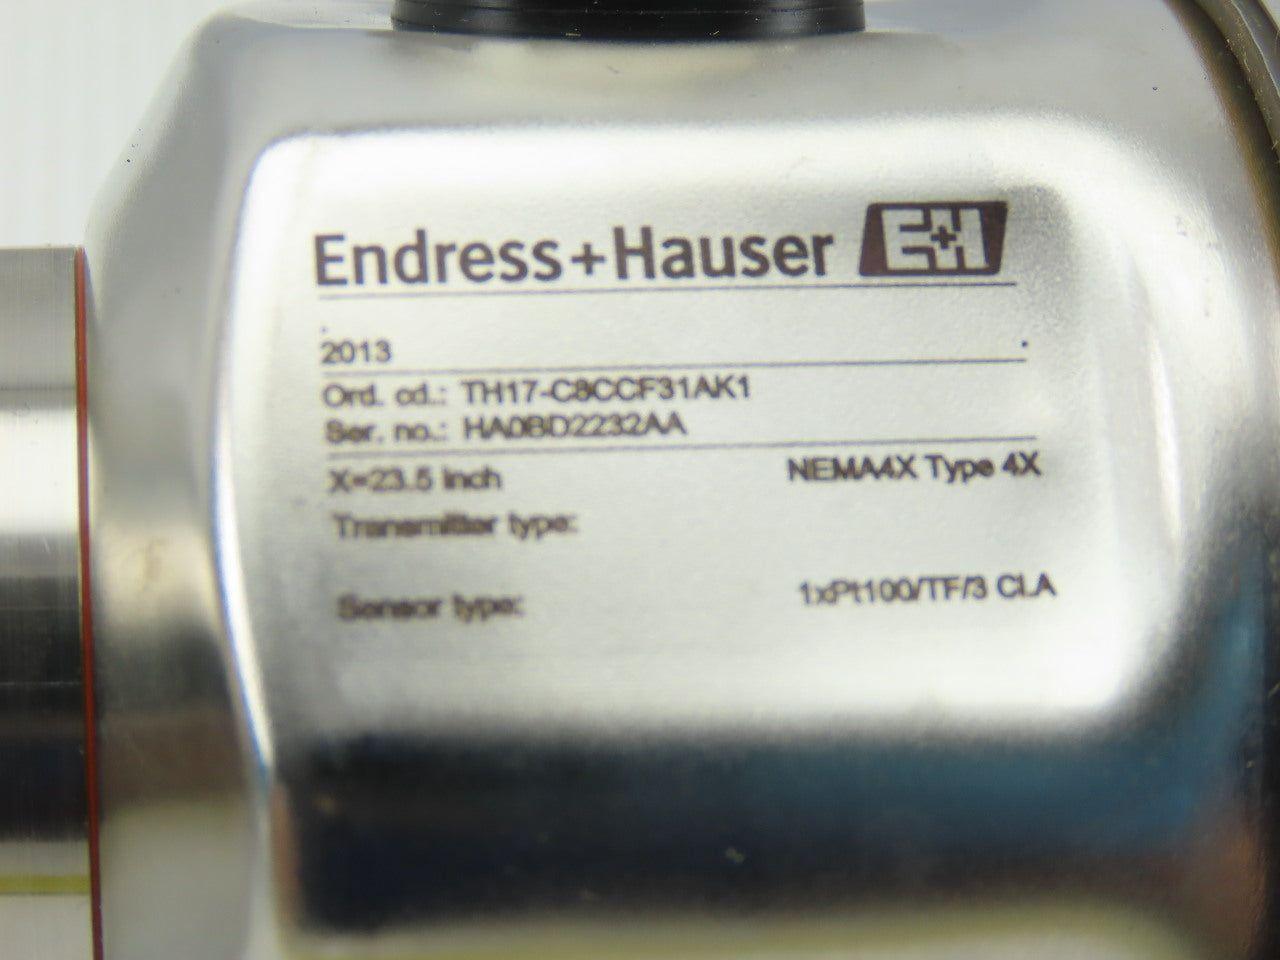 Endress+Hauser E+H
2013
Ord. cd.: TH17-C8CCF31AK1
Ser. no.: HA0BD2232AA
X=23.5 inch NEMA4X Type 4X
Transmitter type:
Sensor type: 1xPt100/TF/3 Cl.A